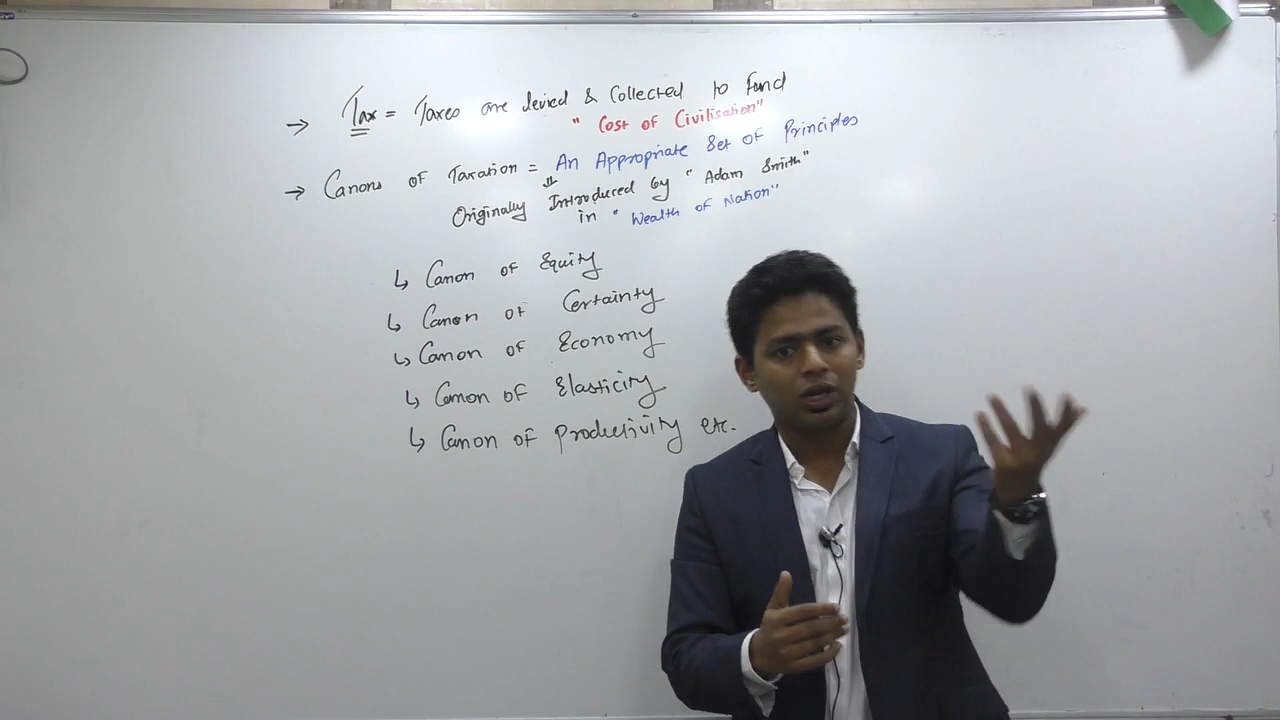 → Tax = Taxes are levied & Collected to Fund
" Cost of Civilisation"
→ Canons of Taxation = An Appropriate Set of Principles
Originally Introduced by " Adam Smith"
in " Wealth of Nation"
↳ Canon of Equity
↳ Canon of Certainty
↳ Canon of Economy
↳ Canon of Elasticity
↳ Canon of Productivity etc.